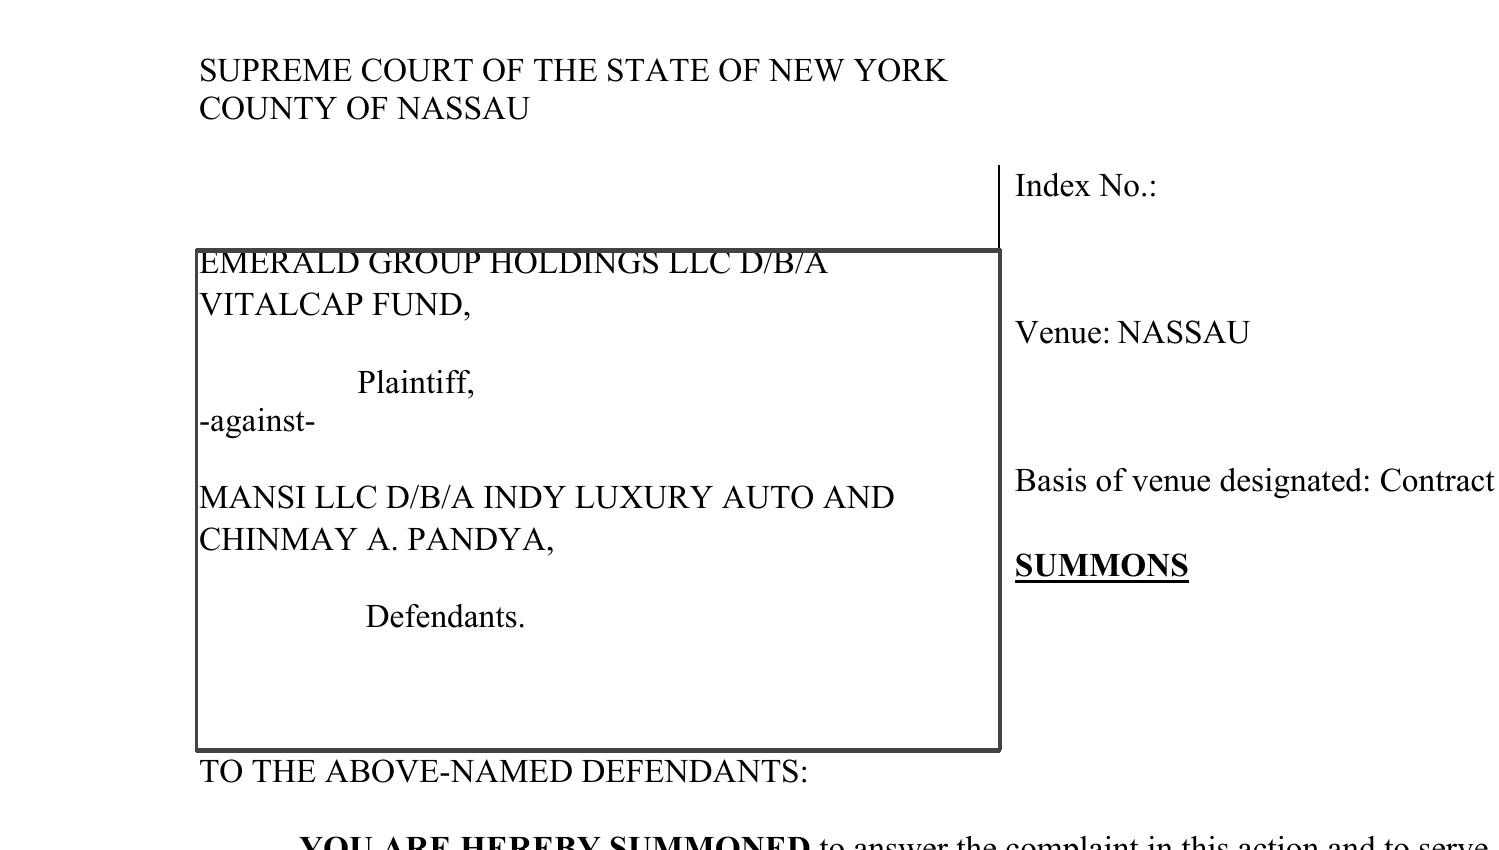 SUPREME COURT OF THE STATE OF NEW YORK
COUNTY OF NASSAU
Index No.:
EMERALD GROUP HOLDINGS LLC D/B/A
VITALCAP FUND,
Venue: NASSAU
Plaintiff,
-against-
Basis of venue designated: Contract
MANSI LLC D/B/A INDY LUXURY AUTO AND
CHINMAY A. PANDYA,
SUMMONS
Defendants.
TO THE ABOVE-NAMED DEFENDANTS:
YOU ARE HEREBY SUMMONED to answer the complaint in this action and to serve